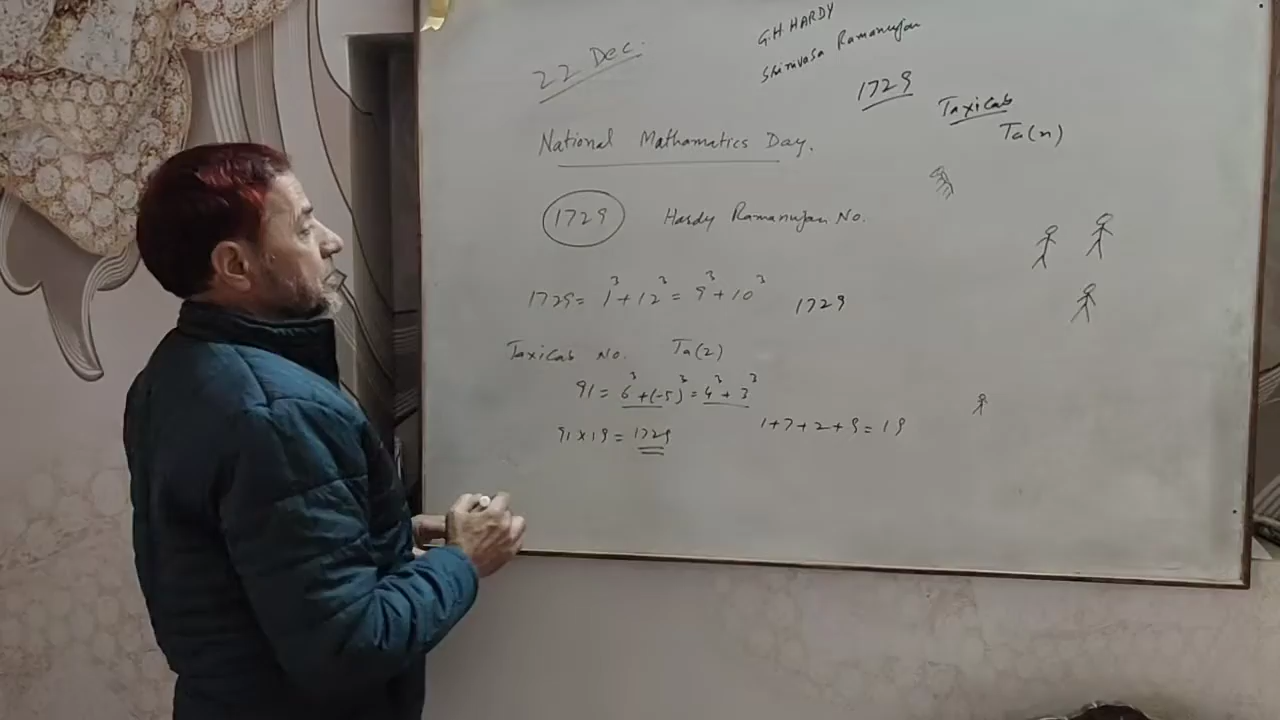 22 Dec.
G.H. HARDY
Shrinivasa Ramanujan
1729
Taxicab
Ta(n)
National Mathamatics Day.
1729 Hardy Ramanujan No.
1729 = 1³ + 12³ = 9³ + 10³ 1729
Taxicab No. Ta(2)
91 = 6³ + (-5)³ = 4³ + 3³
91 × 19 = 1729 1+7+2+9 = 19